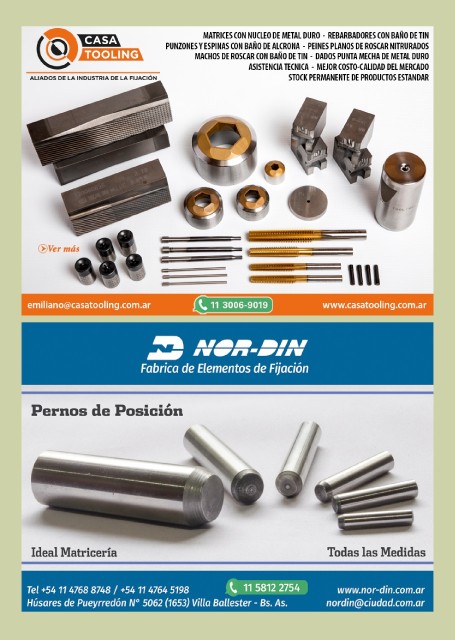 CASA
TOOLING
ALIADOS DE LA INDUSTRIA DE LA FIJACIÓN
MATRICES CON NUCLEO DE METAL DURO - REBARBADORES CON BAÑO DE TIN
PUNZONES Y ESPINAS CON BAÑO DE ALCRONA - PEINES PLANOS DE ROSCAR NITRURADOS
MACHOS DE ROSCAR CON BAÑO DE TIN - DADOS PUNTA MECHA DE METAL DURO
ASISTENCIA TECNICA - MEJOR COSTO-CALIDAD DEL MERCADO
STOCK PERMANENTE DE PRODUCTOS ESTANDAR
Ver más
emiliano@casatooling.com.ar
11 3006-9019
www.casatooling.com.ar
NOR-DIN
Fabrica de Elementos de Fijación
Pernos de Posición
Ideal Matricería
Todas las Medidas
Tel +54 11 4768 8748 / +54 11 4764 5198
11 5812 2754
www.nor-din.com.ar
Húsares de Pueyrredón Nº 5062 (1653) Villa Ballester - Bs. As.
nordin@ciudad.com.ar